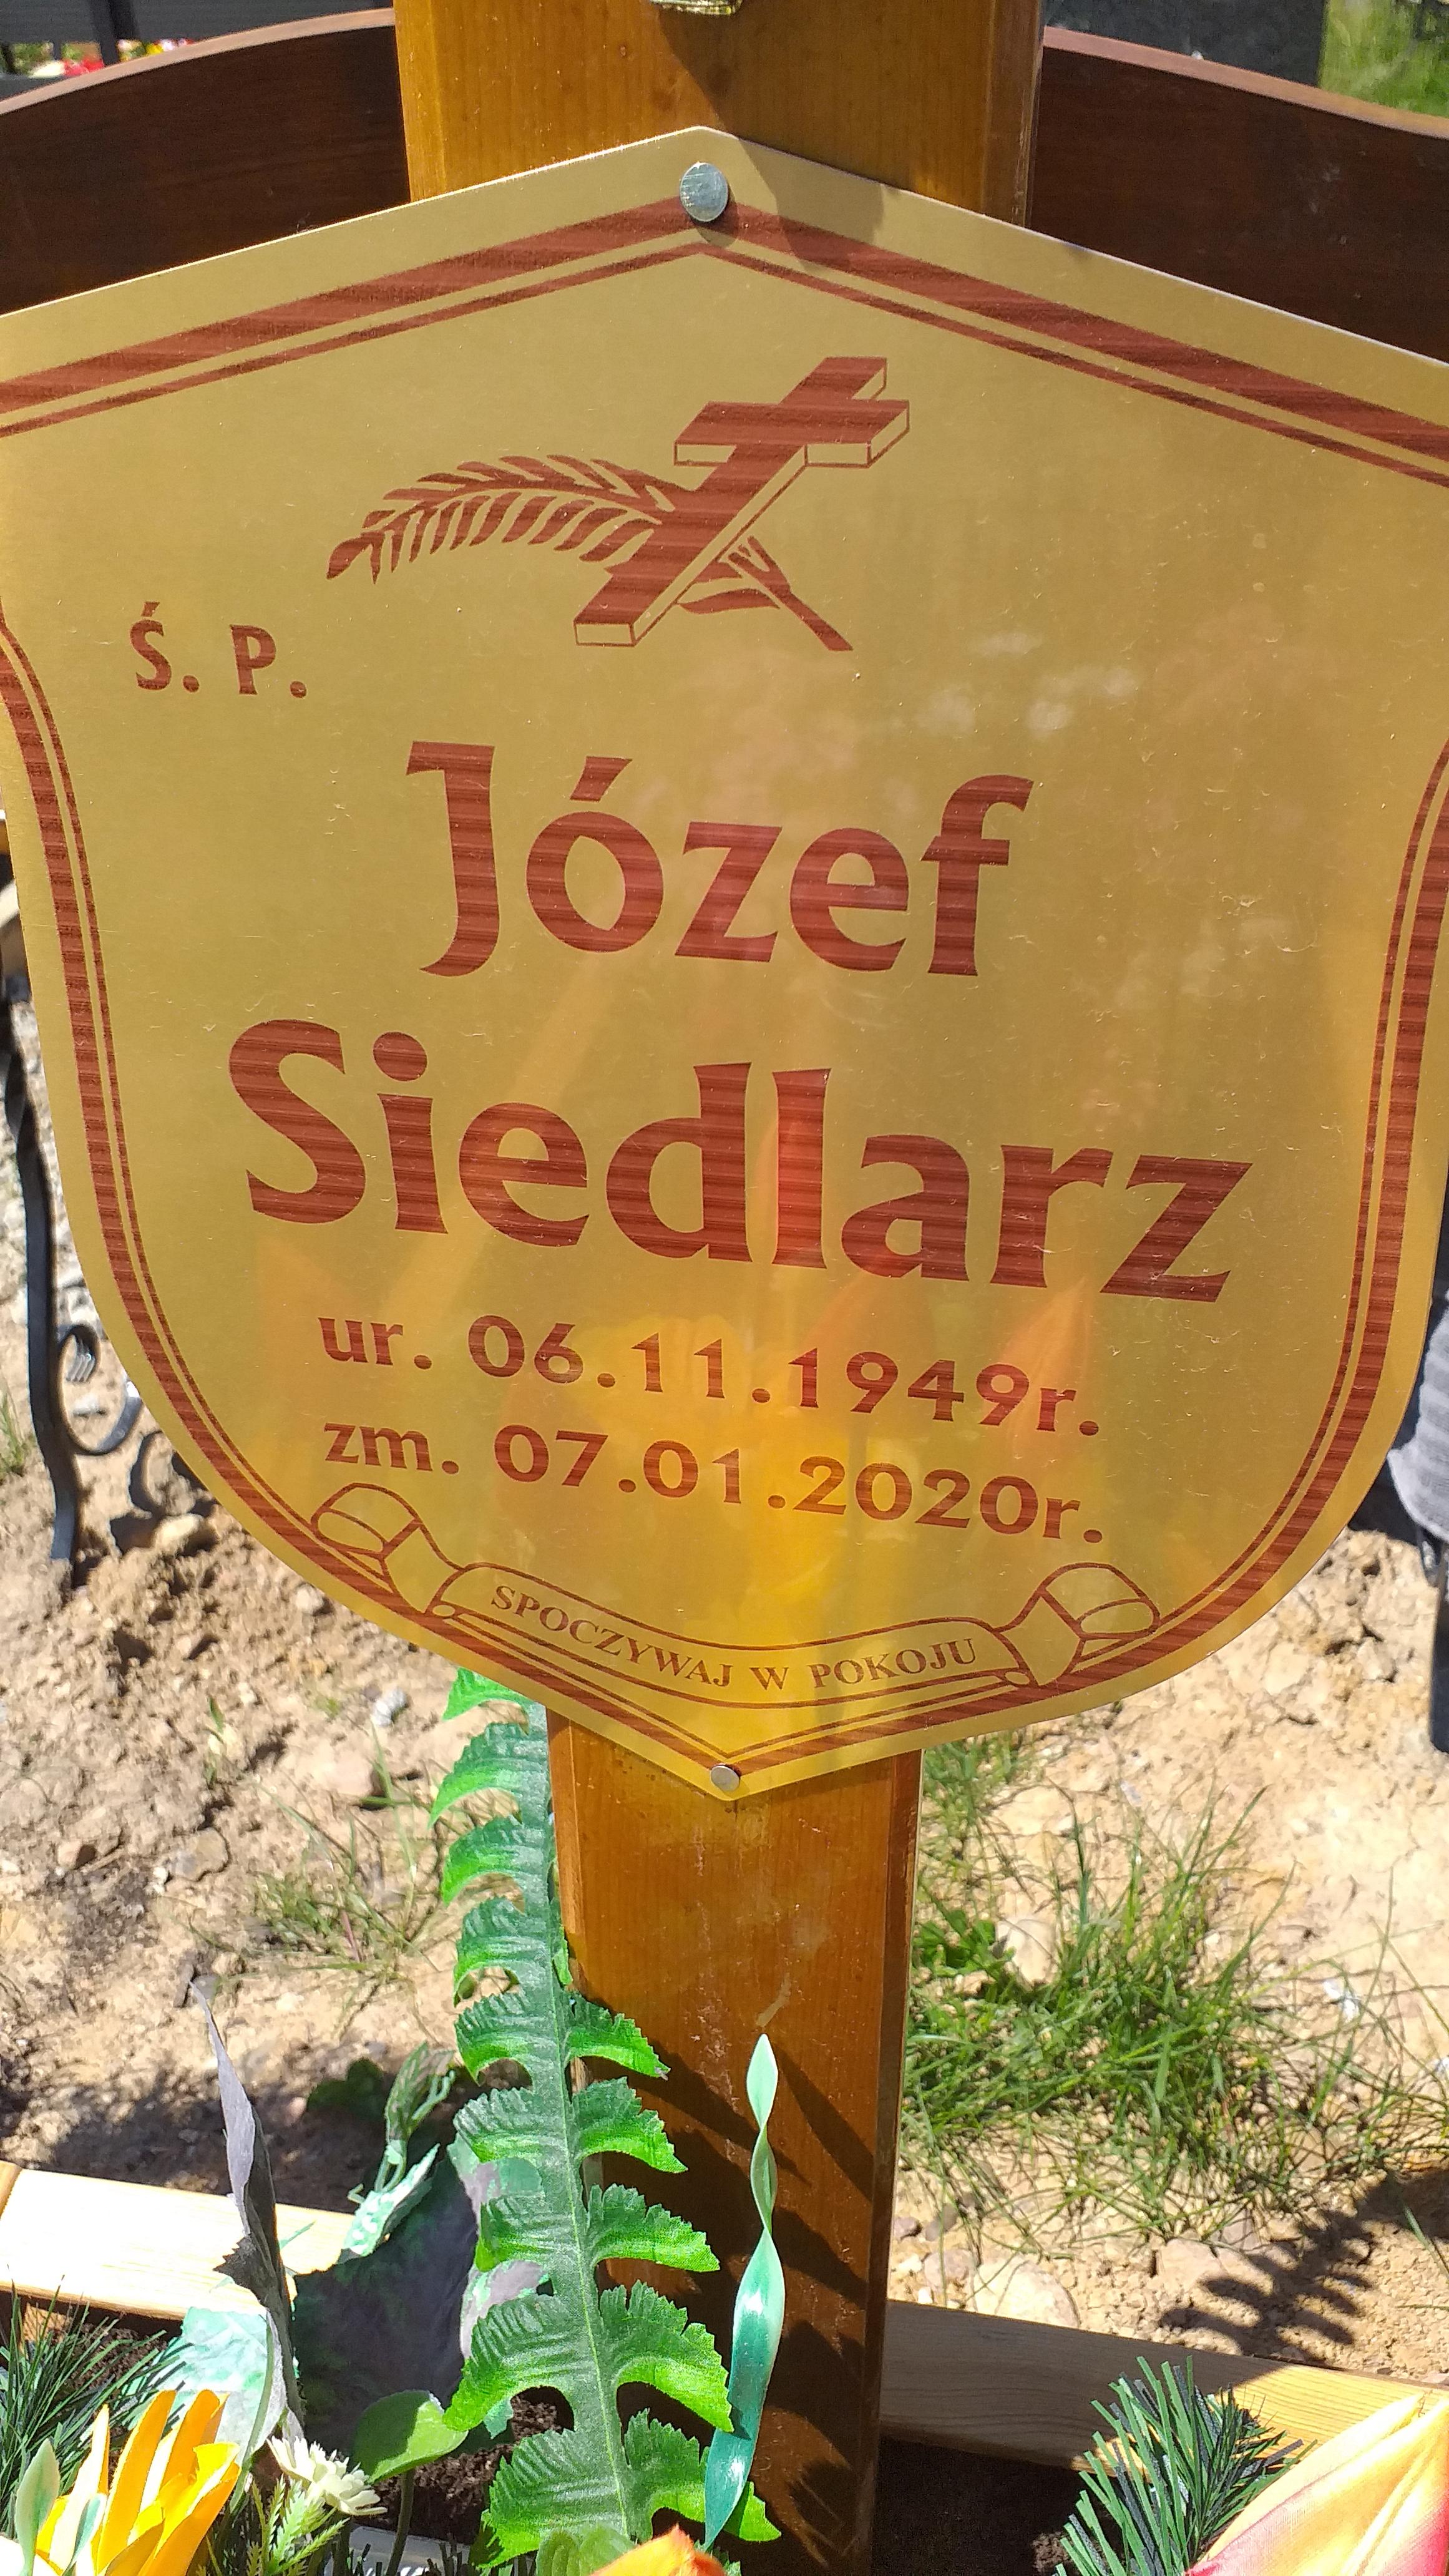 Ś. P.
Józef
Siedlarz
ur. 06.11.1949r.
zm. 07.01.2020r.
SPOCZYWAJ W POKOJU